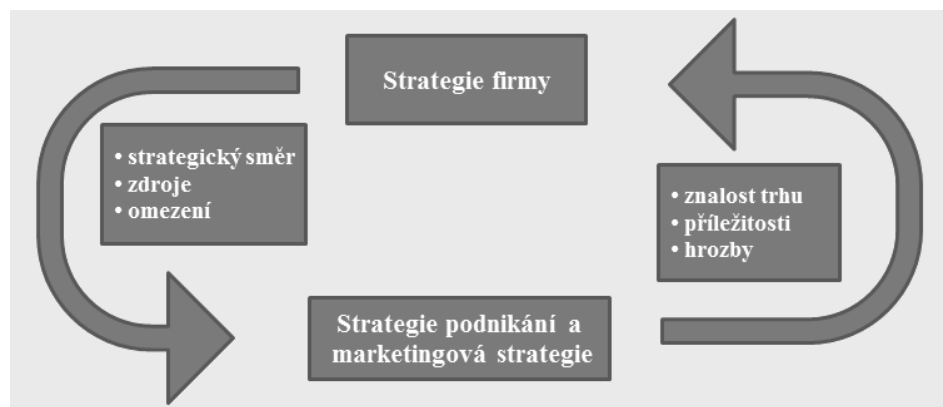 Strategie firmy
• strategický směr
• zdroje
• omezení
• znalost trhu
• příležitosti
• hrozby
Strategie podnikání a
marketingová strategie